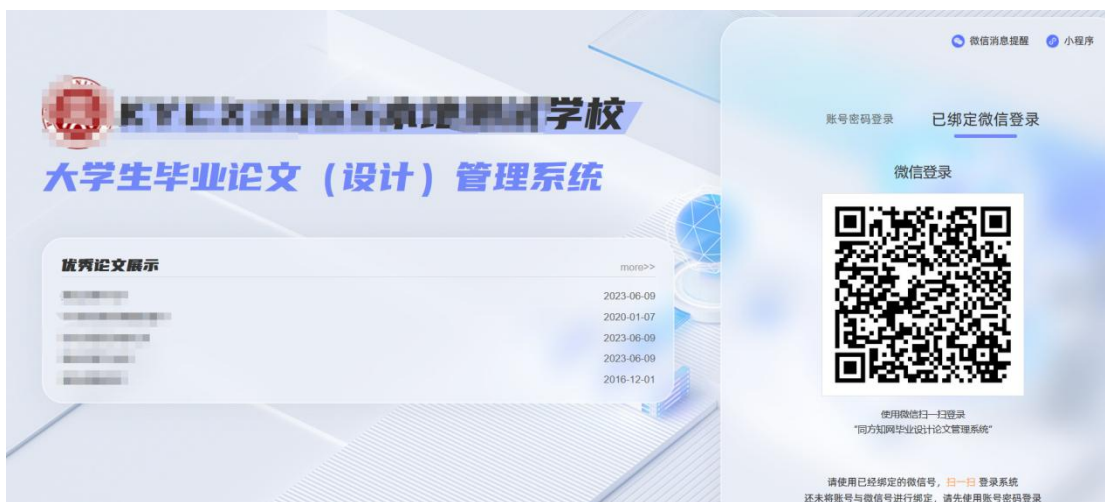 微信消息提醒 小程序
学校
大学生毕业论文（设计）管理系统
账号密码登录 已绑定微信登录
微信登录
优秀论文展示 more>>
2023-06-09
2020-01-07
2023-06-09
2023-06-09
2016-12-01
使用微信扫一扫登录
“同方知网毕业设计论文管理系统”
请使用已经绑定的微信号，扫一扫 登录系统
还未将账号与微信号进行绑定，请先使用账号密码登录